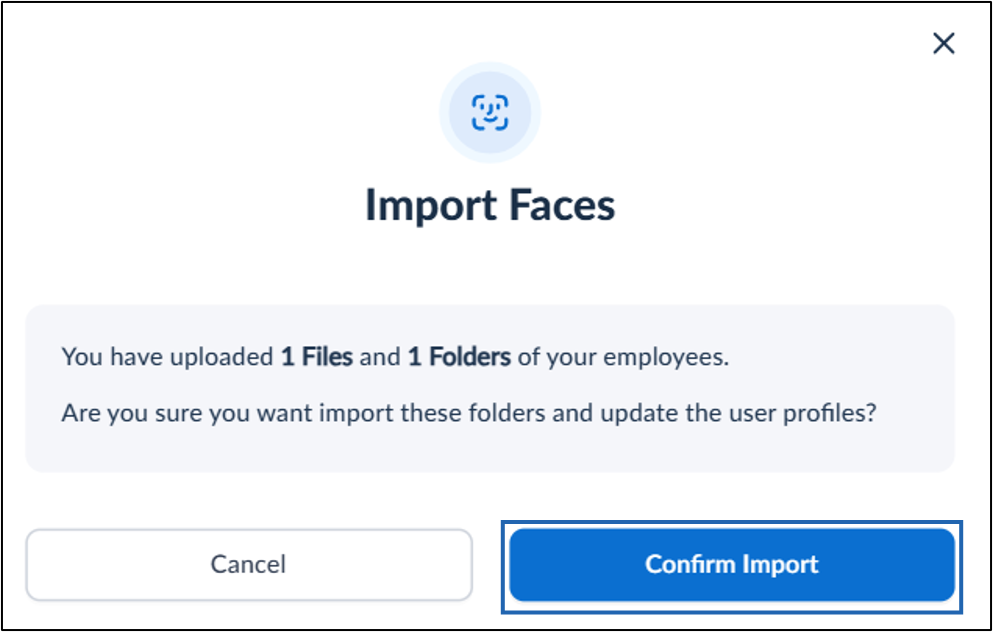 Import Faces
You have uploaded 1 Files and 1 Folders of your employees.
Are you sure you want import these folders and update the user profiles?
Cancel
Confirm Import